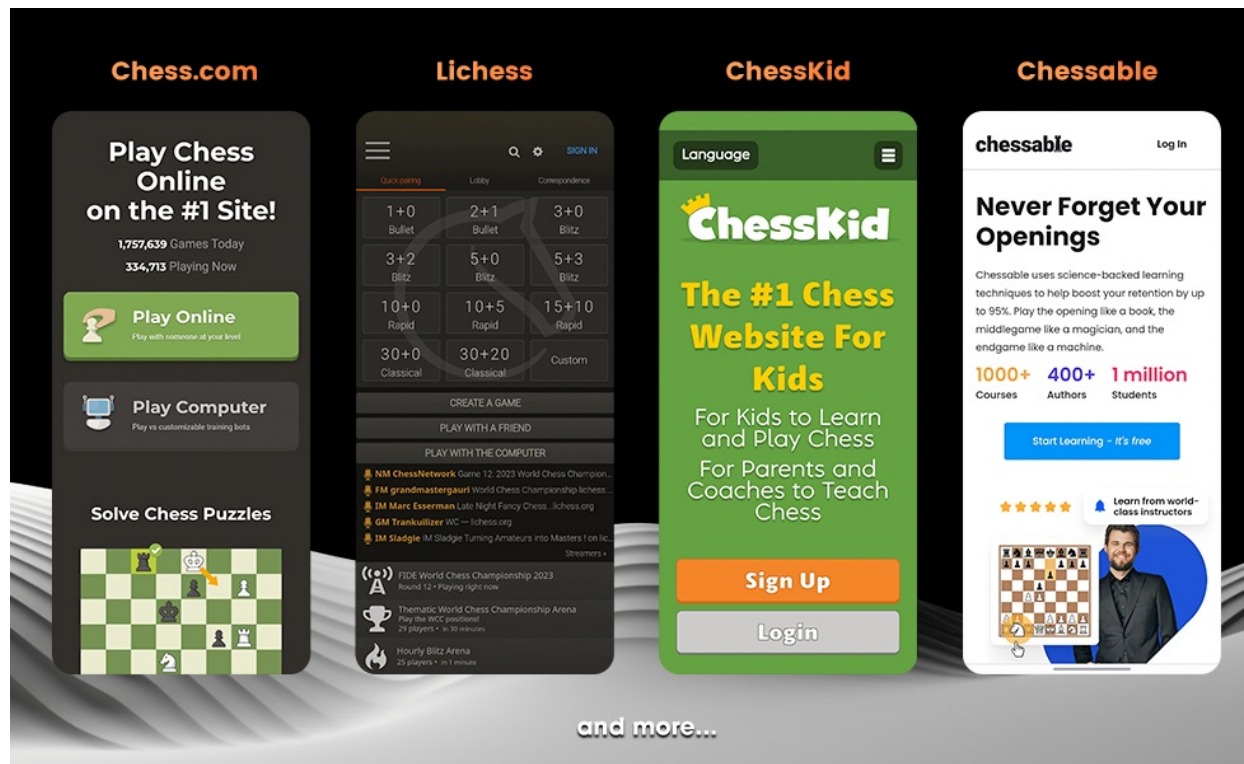 Chess.com
Play Chess
Online
on the #1 Site!
1,757,639 Games Today
334,713 Playing Now
Play Online
Play with someone at your level
Play Computer
Play vs customizable training bots
Solve Chess Puzzles
Lichess
SIGN IN
Quick pairing Lobby Correspondence
1+0 2+1 3+0
Bullet Bullet Blitz
3+2 5+0 5+3
Blitz Blitz Blitz
10+0 10+5 15+10
Rapid Rapid Rapid
30+0 30+20 Custom
Classical Classical
CREATE A GAME
PLAY WITH A FRIEND
PLAY WITH THE COMPUTER
NM ChessNetwork Game 12: 2023 World Chess Champion...
FM grandmastergauri World Chess Championship lichess...
IM Marc Esserman Late Night Fancy Chess...lichess.org
GM Trankuilizer WC — lichess.org
IM Sladgie IM Sladgie Turning Amateurs into Masters ! on lic...
Streamers »
FIDE World Chess Championship 2023
Round 12 • Playing right now
Thematic World Chess Championship Arena
Play the WCC positions!
29 players • in 30 minutes
Hourly Blitz Arena
25 players • in 1 minute
ChessKid
Language
ChessKid
The #1 Chess
Website For
Kids
For Kids to Learn
and Play Chess
For Parents and
Coaches to Teach
Chess
Sign Up
Login
Chessable
chessable Log In
Never Forget Your
Openings
Chessable uses science-backed learning
techniques to help boost your retention by up
to 95%. Play the opening like a book, the
middlegame like a magician, and the
endgame like a machine.
1000+ 400+ 1 million
Courses Authors Students
Start Learning - It's free
Learn from world-
class instructors
and more...